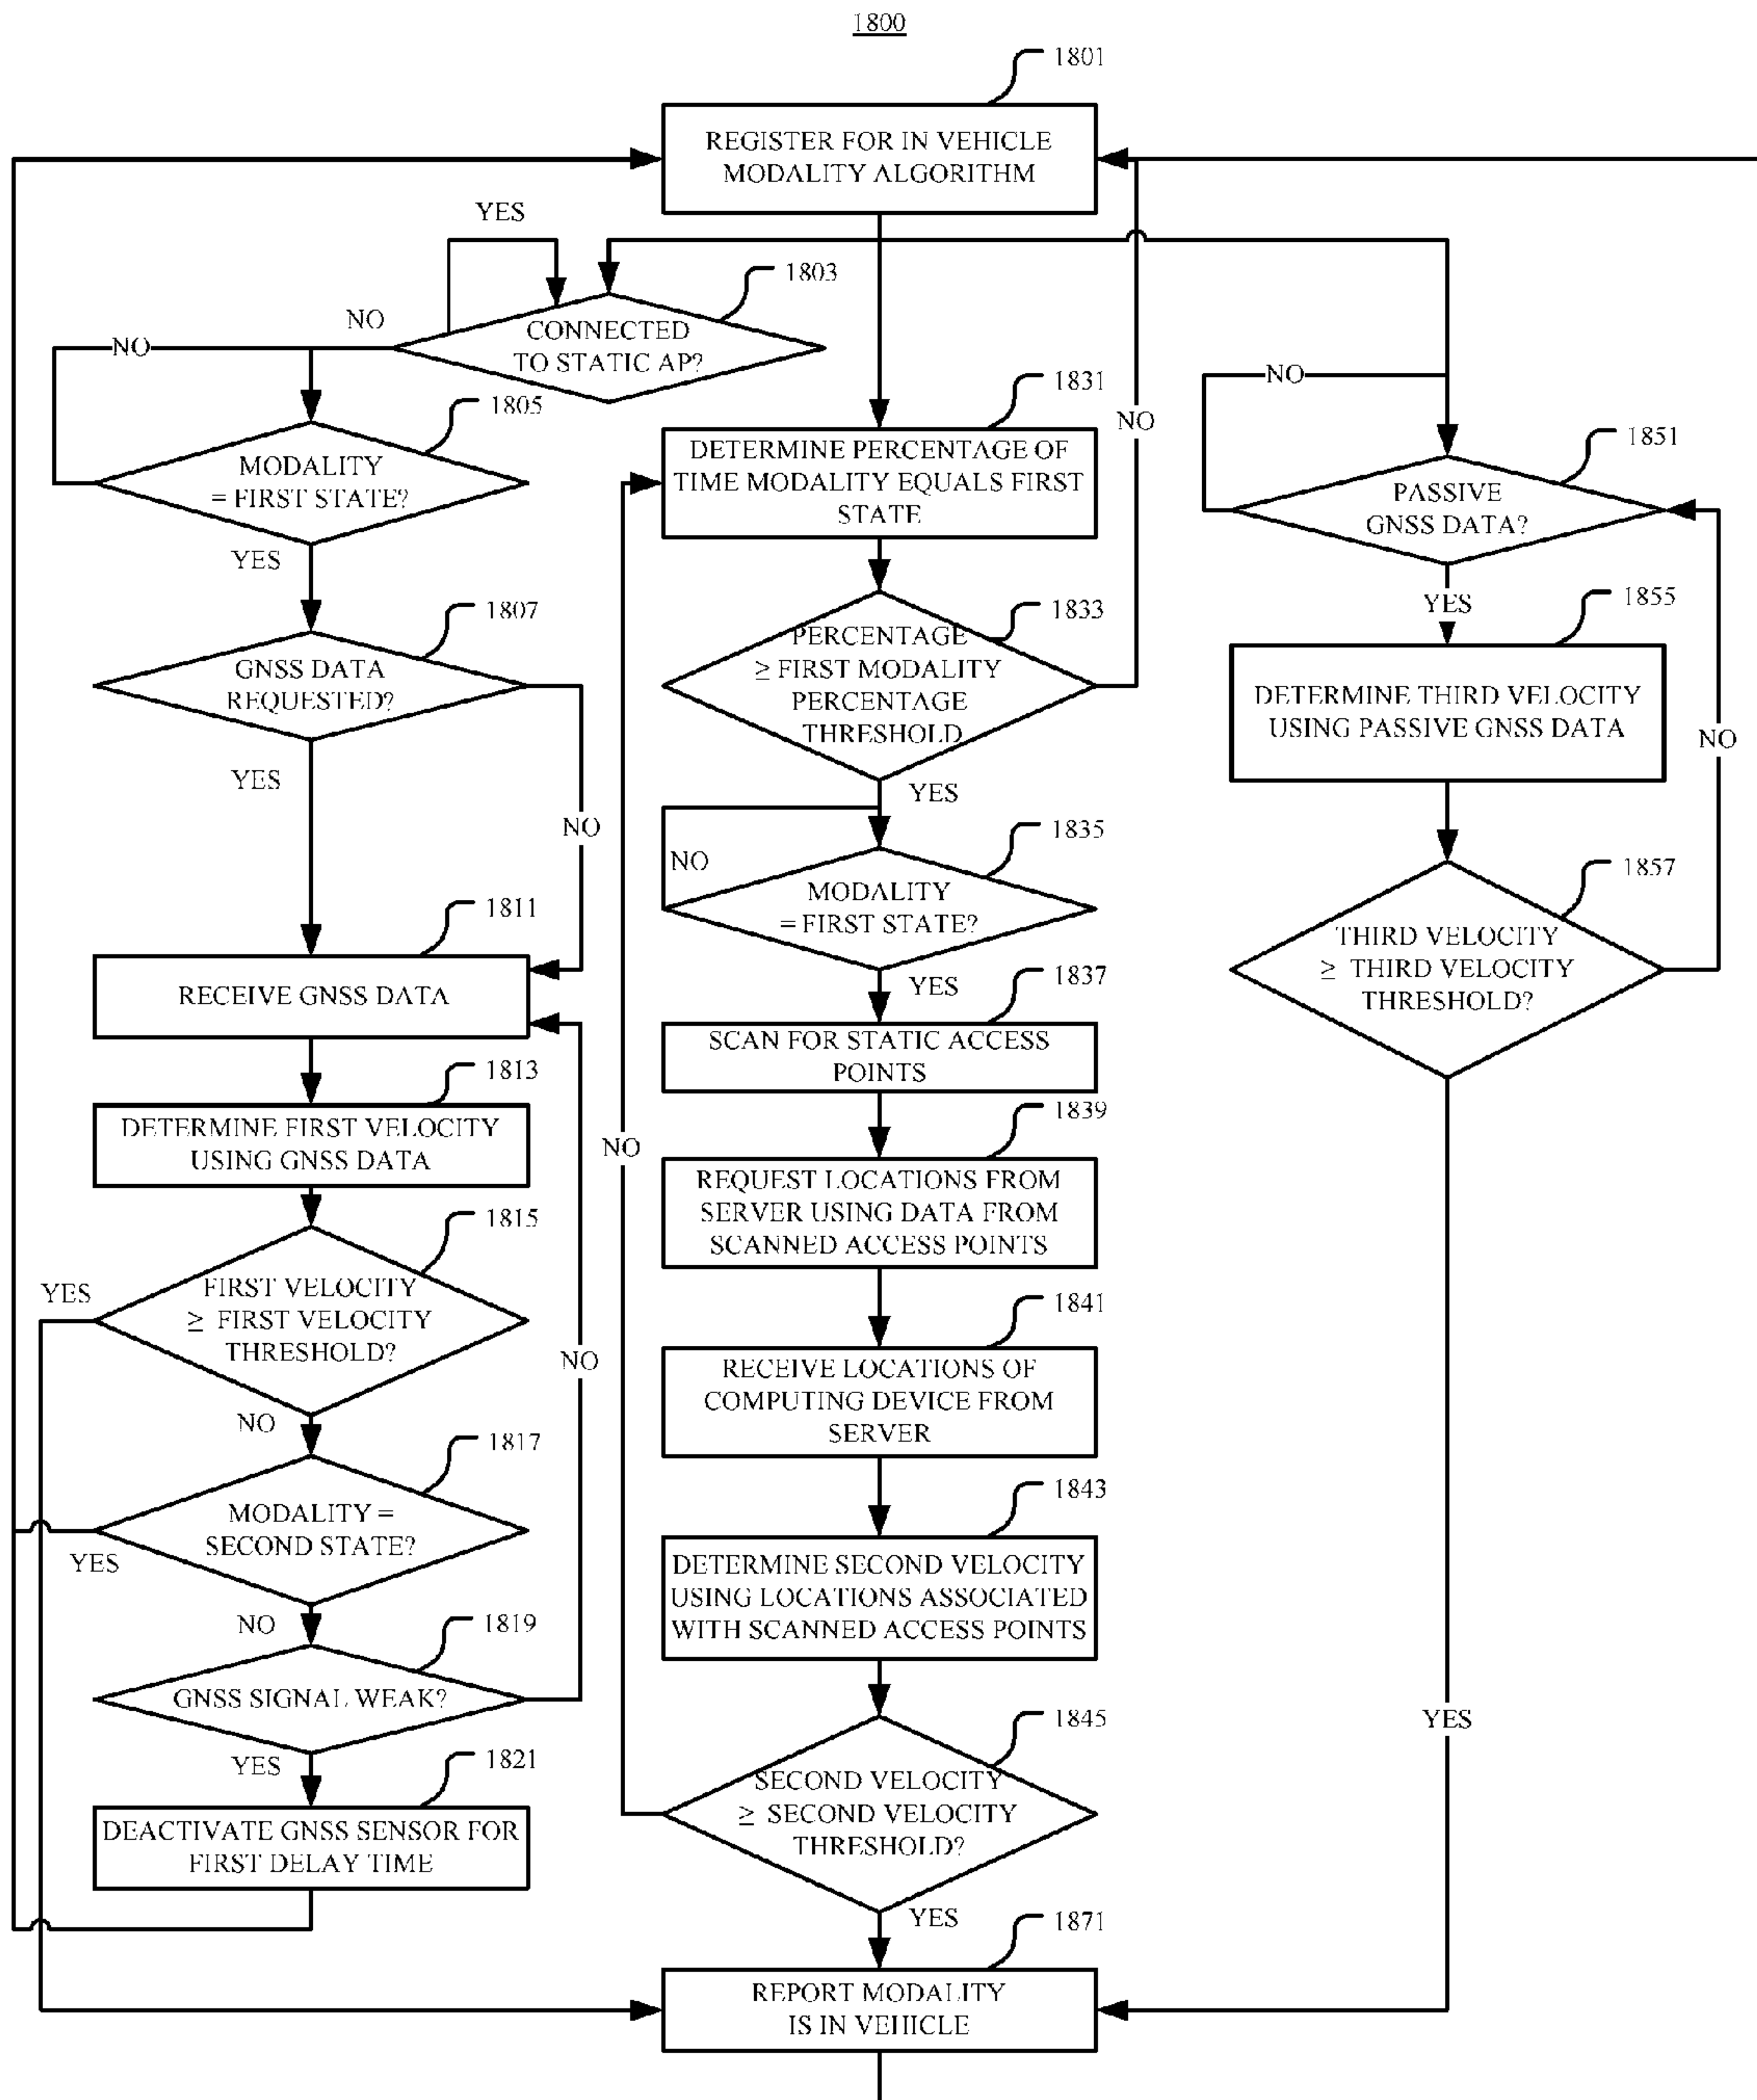 1800
1801
REGISTER FOR IN VEHICLE
MODALITY ALGORITHM
YES
1803
NO
CONNECTED
TO STATIC AP?
NO
1805
MODALITY
= FIRST STATE?
YES
1807
GNSS DATA
REQUESTED?
YES
NO
1811
RECEIVE GNSS DATA
1813
DETERMINE FIRST VELOCITY
USING GNSS DATA
1815
YES
FIRST VELOCITY
≥ FIRST VELOCITY
THRESHOLD?
NO
NO
1817
MODALITY =
SECOND STATE?
YES
NO
1819
GNSS SIGNAL WEAK?
YES
1821
DEACTIVATE GNSS SENSOR FOR
FIRST DELAY TIME
1831
DETERMINE PERCENTAGE OF
TIME MODALITY EQUALS FIRST
STATE
NO
1833
PERCENTAGE
≥ FIRST MODALITY
PERCENTAGE
THRESHOLD
YES
1835
NO
MODALITY
= FIRST STATE?
YES
1837
SCAN FOR STATIC ACCESS
POINTS
1839
REQUEST LOCATIONS FROM
SERVER USING DATA FROM
SCANNED ACCESS POINTS
NO
1841
RECEIVE LOCATIONS OF
COMPUTING DEVICE FROM
SERVER
1843
DETERMINE SECOND VELOCITY
USING LOCATIONS ASSOCIATED
WITH SCANNED ACCESS POINTS
1845
SECOND VELOCITY
≥ SECOND VELOCITY
THRESHOLD?
YES
1871
REPORT MODALITY
IS IN VEHICLE
NO
1851
PASSIVE
GNSS DATA?
YES
1855
DETERMINE THIRD VELOCITY
USING PASSIVE GNSS DATA
NO
1857
THIRD VELOCITY
≥ THIRD VELOCITY
THRESHOLD?
YES